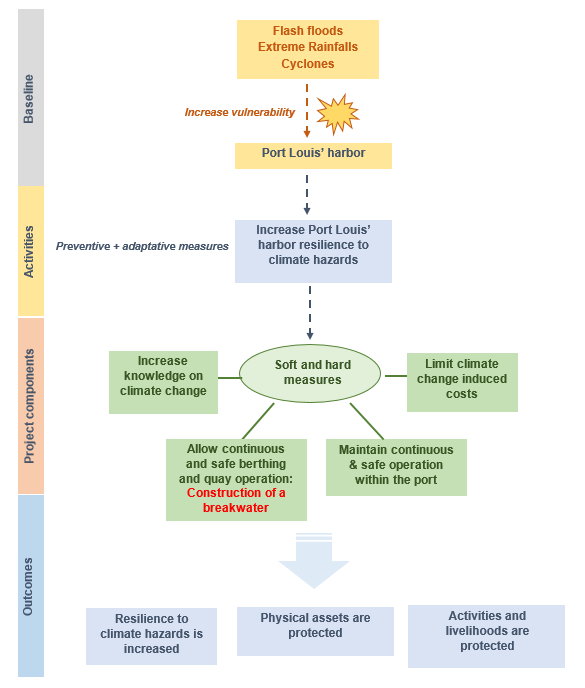 Baseline
Flash floods
Extreme Rainfalls
Cyclones
Increase vulnerability
Port Louis' harbor
Activities
Preventive + adaptative measures
Increase Port Louis'
harbor resilience to
climate hazards
Project components
Increase
knowledge on
climate change
Soft and hard
measures
Limit climate
change induced
costs
Allow continuous
and safe berthing
and quay operation:
Construction of a
breakwater
Maintain continuous
& safe operation
within the port
Outcomes
Resilience to
climate hazards is
increased
Physical assets are
protected
Activities and
livelihoods are
protected